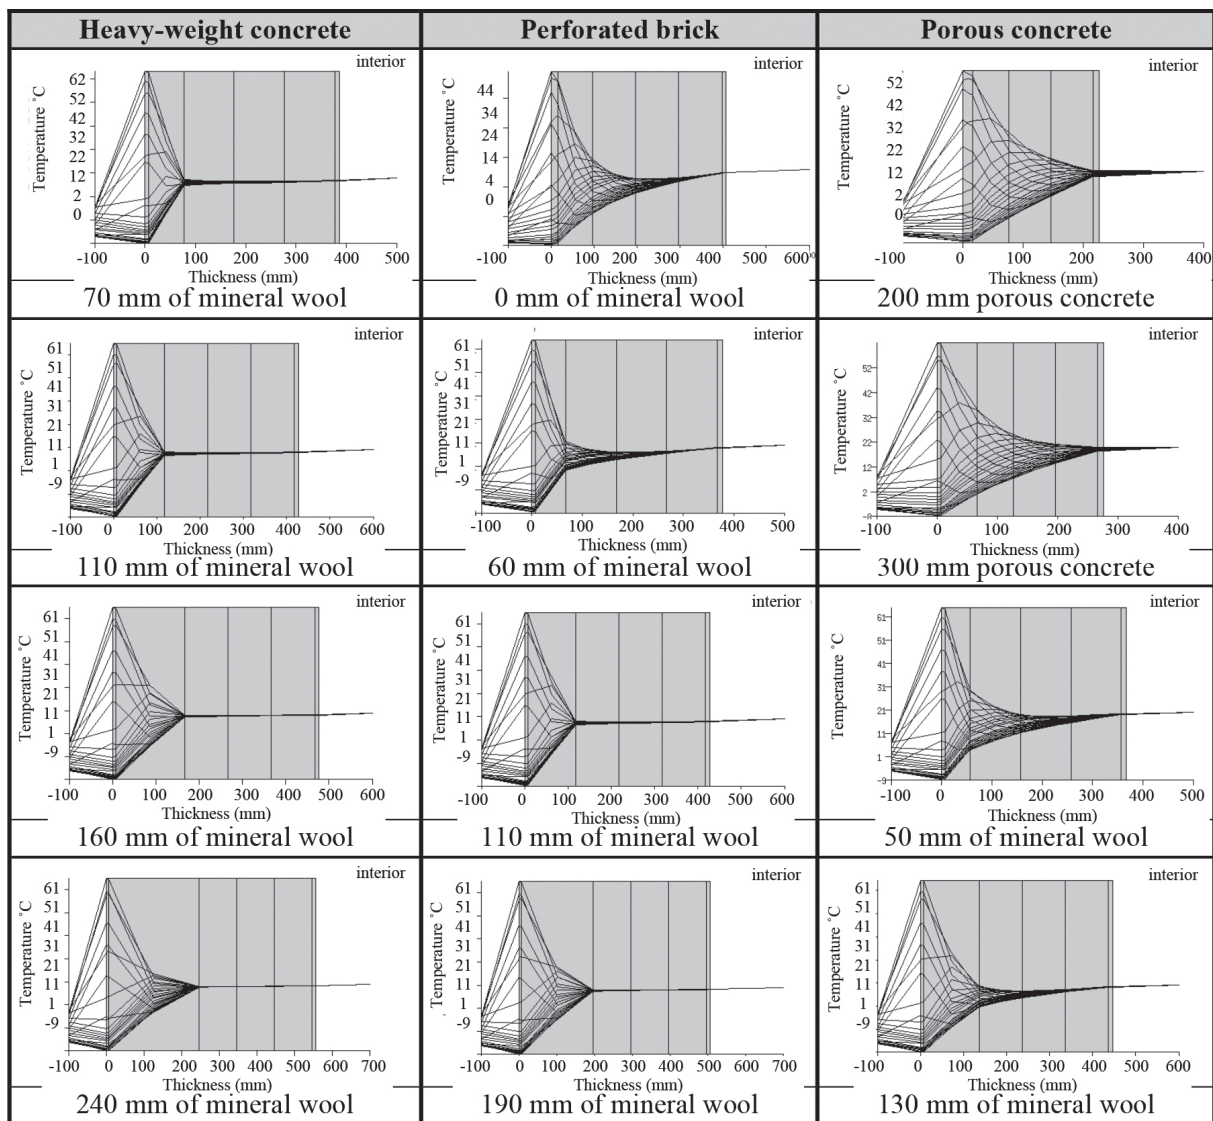 Heavy-weight concrete
Perforated brick
Porous concrete
interior
Temperature ˚C
62
52
42
32
22
12
2
0
-100 0 100 200 300 400 500
Thickness (mm)
70 mm of mineral wool
interior
Temperature ˚C
44
34
24
14
4
0
-100 0 100 200 300 400 500 600
Thickness (mm)
0 mm of mineral wool
interior
Temperature ˚C
52
42
32
22
12
2
0
-100 0 100 200 300 400
Thickness (mm)
200 mm porous concrete
interior
Temperature ˚C
61
51
41
31
21
11
1
-9
-100 0 100 200 300 400 500 600
Thickness (mm)
110 mm of mineral wool
interior
Temperature ˚C
61
51
41
31
21
11
1
-9
-100 0 100 200 300 400 500
Thickness (mm)
60 mm of mineral wool
interior
Temperature ˚C
52
42
32
22
12
2
-8
-100 0 100 200 300 400
Thickness (mm)
300 mm porous concrete
interior
Temperature ˚C
61
51
41
31
21
11
1
-9
-100 0 100 200 300 400 500 600
Thickness (mm)
160 mm of mineral wool
interior
Temperature ˚C
61
51
41
31
21
11
1
-9
-100 0 100 200 300 400 500 600
Thickness (mm)
110 mm of mineral wool
interior
Temperature ˚C
61
51
41
31
21
11
1
-9
-100 0 100 200 300 400 500
Thickness (mm)
50 mm of mineral wool
interior
Temperature ˚C
61
51
41
31
21
11
1
-9
-100 0 100 200 300 400 500 600 700
Thickness (mm)
240 mm of mineral wool
interior
Temperature ˚C
61
51
41
31
21
11
1
-9
-100 0 100 200 300 400 500 600 700
Thickness (mm)
190 mm of mineral wool
interior
Temperature ˚C
61
51
41
31
21
11
1
-9
-100 0 100 200 300 400 500 600
Thickness (mm)
130 mm of mineral wool